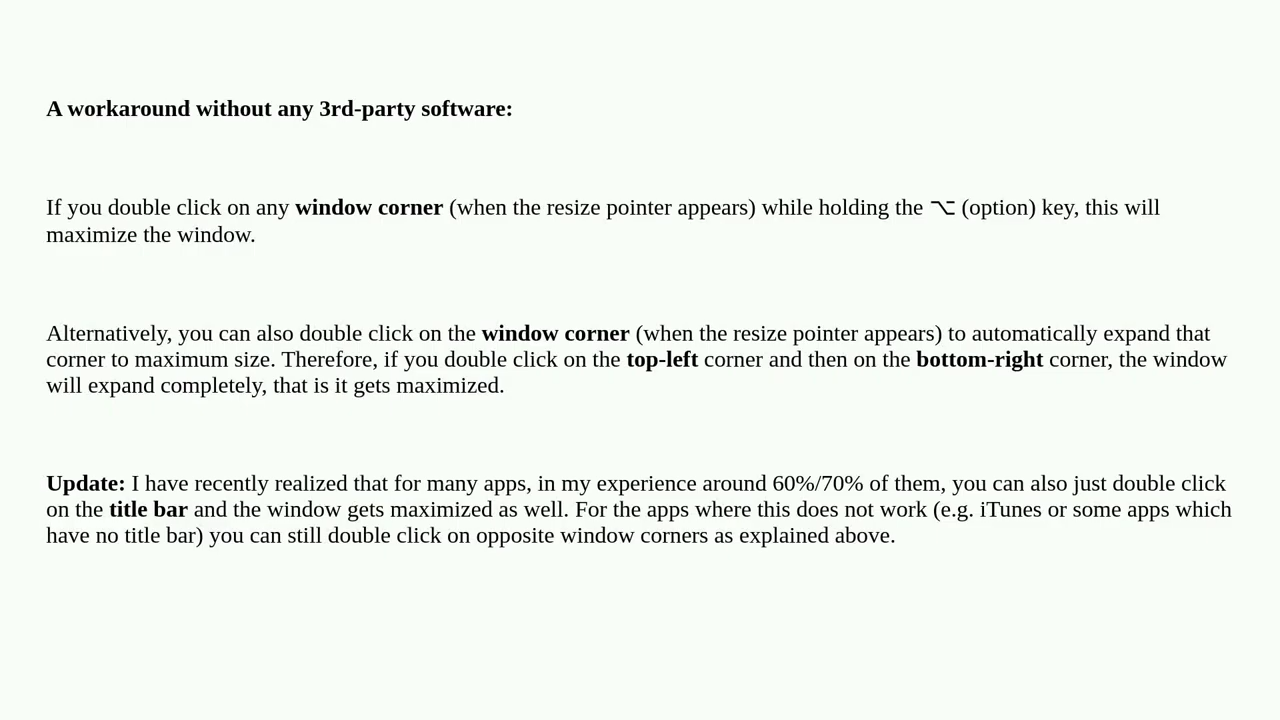 A workaround without any 3rd-party software:
If you double click on any window corner (when the resize pointer appears) while holding the ⌥ (option) key, this will
maximize the window.
Alternatively, you can also double click on the window corner (when the resize pointer appears) to automatically expand that
corner to maximum size. Therefore, if you double click on the top-left corner and then on the bottom-right corner, the window
will expand completely, that is it gets maximized.
Update: I have recently realized that for many apps, in my experience around 60%/70% of them, you can also just double click
on the title bar and the window gets maximized as well. For the apps where this does not work (e.g. iTunes or some apps which
have no title bar) you can still double click on opposite window corners as explained above.